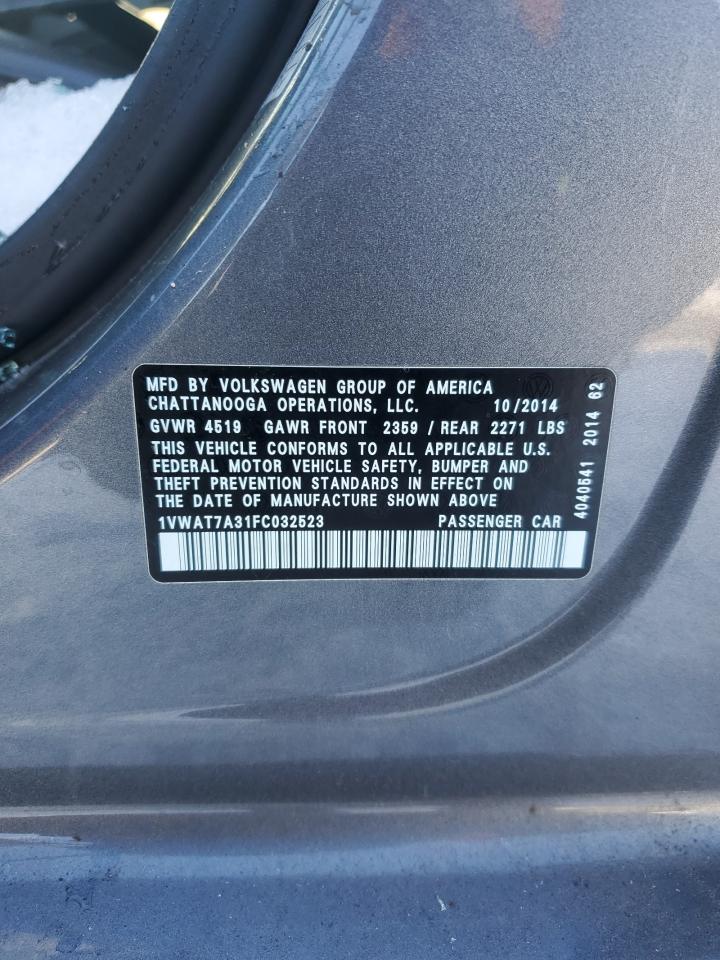 MFD BY VOLKSWAGEN GROUP OF AMERICA
CHATTANOOGA OPERATIONS, LLC. 10/2014
GVWR 4519 GAWR FRONT 2359 / REAR 2271 LBS
THIS VEHICLE CONFORMS TO ALL APPLICABLE U.S.
FEDERAL MOTOR VEHICLE SAFETY, BUMPER AND
THEFT PREVENTION STANDARDS IN EFFECT ON
THE DATE OF MANUFACTURE SHOWN ABOVE
1VWAT7A31FC032523 PASSENGER CAR
4040541 2014 62